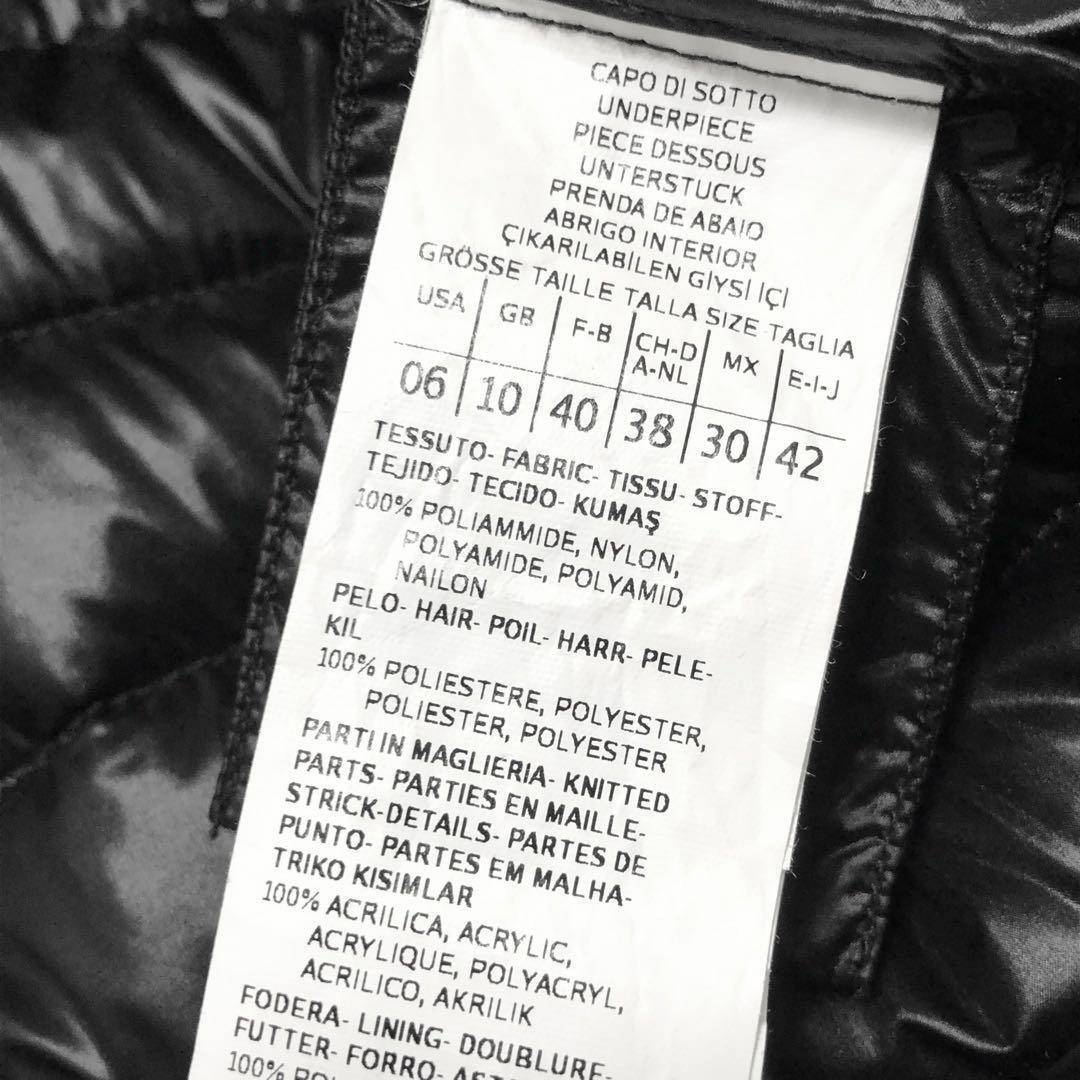 CAPO DI SOTTO
UNDERPIECE
PIECE DESSOUS
UNTERSTUCK
PRENDA DE ABAIO
ABRIGO INTERIOR
ÇIKARILABİLEN GİYSİ İÇİ
GRÖSSE TAILLE TALLA SIZE TAGLIA
USA GB F-B CH-D A-NL MX E-I-J
06 10 40 38 30 42
TESSUTO- FABRIC- TISSU- STOFF-
TEJIDO- TECIDO- KUMAŞ
100% POLIAMMIDE, NYLON,
POLYAMIDE, POLYAMID,
NAILON
PELO- HAIR- POIL- HARR- PELE-
KIL
100% POLIESTERE, POLYESTER,
POLIESTER, POLYESTER
PARTI IN MAGLIERIA- KNITTED
PARTS- PARTIES EN MAILLE-
STRICK-DETAILS- PARTES DE
PUNTO- PARTES EM MALHA-
TRIKO KISIMLAR
100% ACRILICA, ACRYLIC,
ACRYLIQUE, POLYACRYL,
ACRILICO, AKRILIK
FODERA- LINING- DOUBLURE-
FUTTER- FORRO-
100%